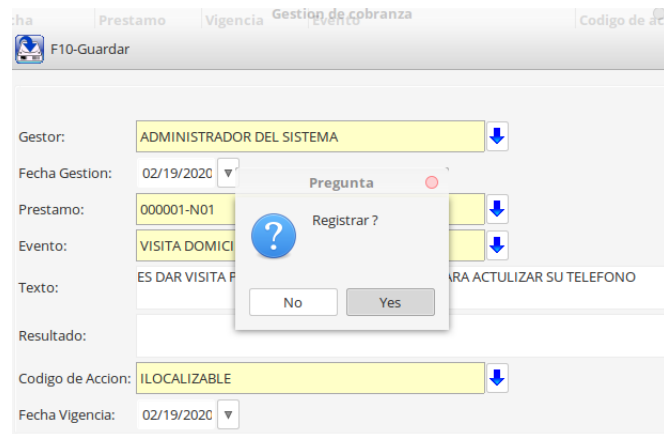 Prestamo Vigencia Gestion de cobranza Evento Codigo de
F10-Guardar
Gestor: ADMINISTRADOR DEL SISTEMA
Fecha Gestion: 02/19/2020
Pregunta
Prestamo: 000001-N01
Registrar ?
Evento: VISITA DOMICI
Texto: ES DAR VISITA ARA ACTULIZAR SU TELEFONO
No Yes
Resultado:
Codigo de Accion: ILOCALIZABLE
Fecha Vigencia: 02/19/2020